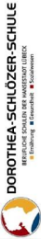 DOROTHEA-SCHLÖZER-SCHULE
BERUFLICHE SCHULEN DER HANSESTADT LÜBECK
■ Ernährung ■ Gesundheit ■ Sozialwesen